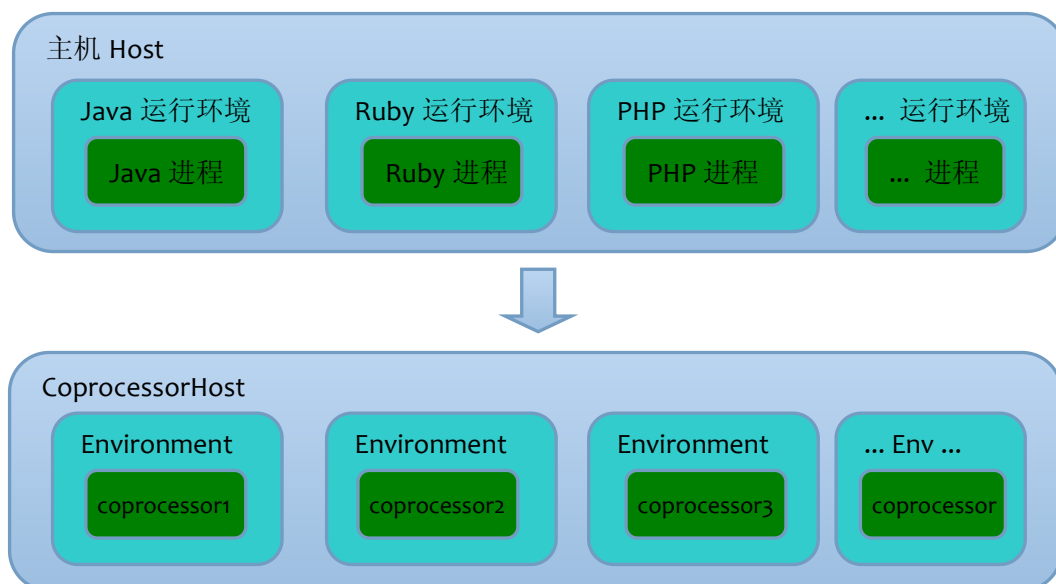 主机 Host
Java 运行环境
Ruby 运行环境
PHP 运行环境
... 运行环境
Java 进程
Ruby 进程
PHP 进程
... 进程
CoprocessorHost
Environment
Environment
Environment
... Env ...
coprocessor1
coprocessor2
coprocessor3
coprocessor